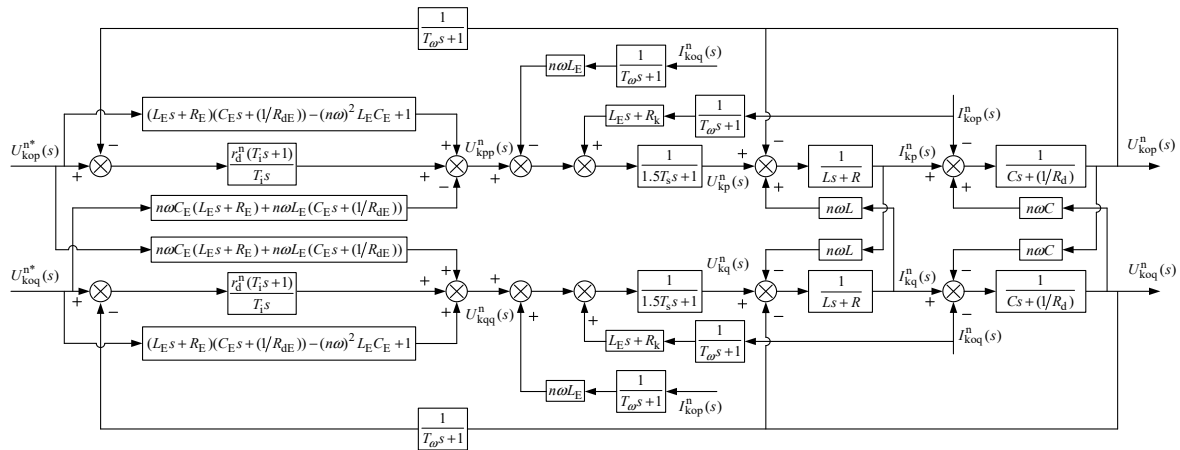 1/(T_ω s+1)
nωL_E
1/(T_ω s+1)
I^n_koq(s)
(L_E s+R_E)(C_E s+(1/R_dE))−(nω)^2 L_E C_E+1
L_E s+R_k
1/(T_ω s+1)
I^n_kop(s)
U^n*_kop(s)
+
−
r^n_d(T_i s+1)/(T_i s)
+
+
−
U^n_kpp(s)
+
−
+
+
1/(1.5T_s s+1)
U^n_kp(s)
+
−
+
1/(Ls+R)
I^n_kp(s)
+
−
+
1/(Cs+(1/R_d))
U^n_kop(s)
nωC_E(L_E s+R_E)+nωL_E(C_E s+(1/R_dE))
nωL
nωC
nωC_E(L_E s+R_E)+nωL_E(C_E s+(1/R_dE))
nωL
nωC
U^n*_koq(s)
+
−
r^n_d(T_i s+1)/(T_i s)
+
+
+
U^n_kqq(s)
+
+
+
+
1/(1.5T_s s+1)
U^n_kq(s)
+
−
−
1/(Ls+R)
I^n_kq(s)
+
−
−
1/(Cs+(1/R_d))
U^n_koq(s)
(L_E s+R_E)(C_E s+(1/R_dE))−(nω)^2 L_E C_E+1
L_E s+R_k
1/(T_ω s+1)
I^n_koq(s)
nωL_E
1/(T_ω s+1)
I^n_kop(s)
1/(T_ω s+1)